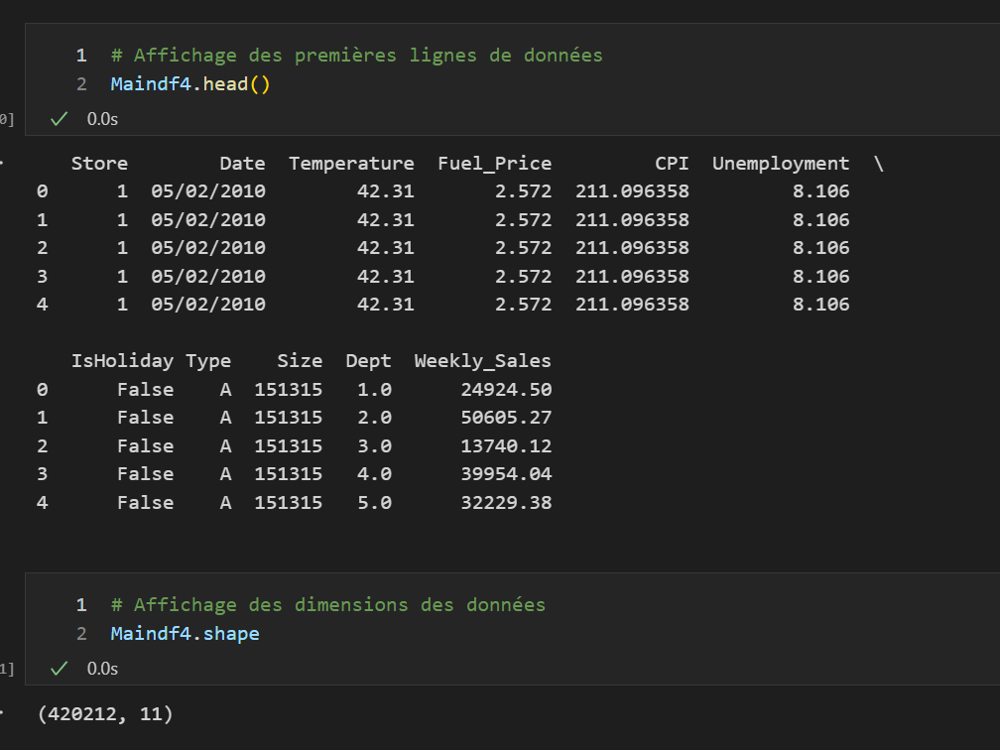 1 # Affichage des premières lignes de données
2 Maindf4.head()
0] ✓ 0.0s
Store Date Temperature Fuel_Price CPI Unemployment \
0 1 05/02/2010 42.31 2.572 211.096358 8.106
1 1 05/02/2010 42.31 2.572 211.096358 8.106
2 1 05/02/2010 42.31 2.572 211.096358 8.106
3 1 05/02/2010 42.31 2.572 211.096358 8.106
4 1 05/02/2010 42.31 2.572 211.096358 8.106
IsHoliday Type Size Dept Weekly_Sales
0 False A 151315 1.0 24924.50
1 False A 151315 2.0 50605.27
2 False A 151315 3.0 13740.12
3 False A 151315 4.0 39954.04
4 False A 151315 5.0 32229.38
1 # Affichage des dimensions des données
2 Maindf4.shape
1] ✓ 0.0s
(420212, 11)